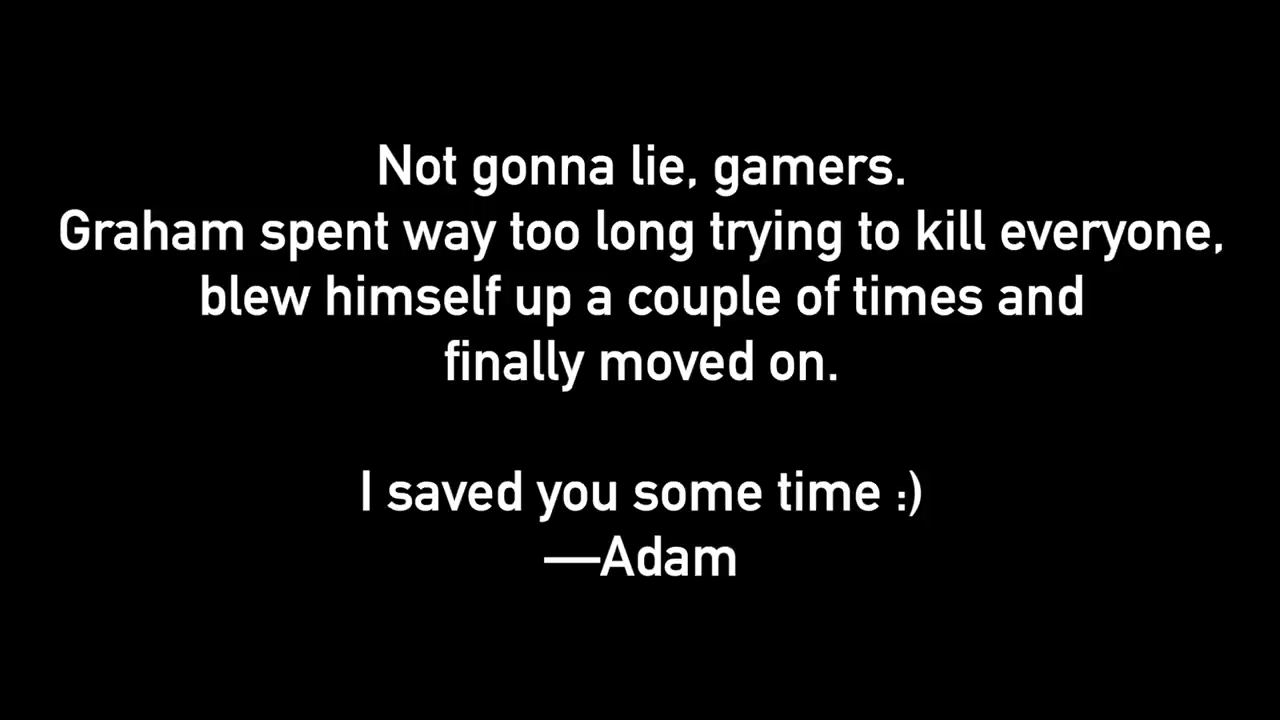 Not gonna lie, gamers.
Graham spent way too long trying to kill everyone,
blew himself up a couple of times and
finally moved on.
I saved you some time :)
—Adam